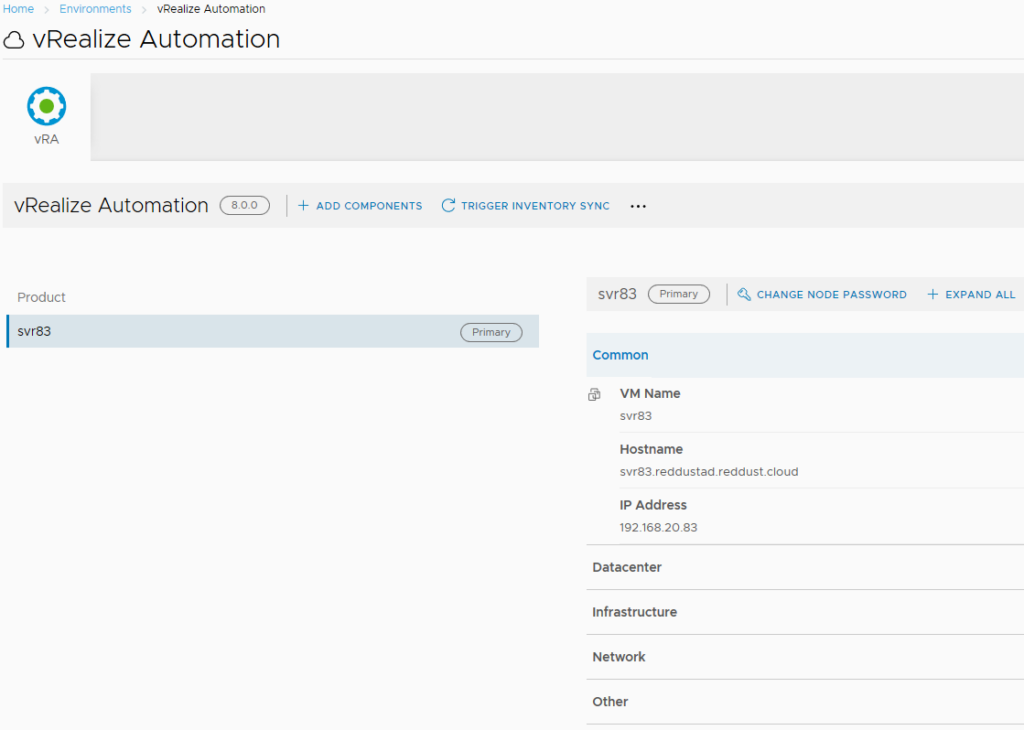 Home > Environments > vRealize Automation
vRealize Automation
vRA
vRealize Automation 8.0.0 + ADD COMPONENTS TRIGGER INVENTORY SYNC ...
Product
svr83 Primary
svr83 Primary CHANGE NODE PASSWORD + EXPAND ALL
Common
VM Name
svr83
Hostname
svr83.reddustad.reddust.cloud
IP Address
192.168.20.83
Datacenter
Infrastructure
Network
Other